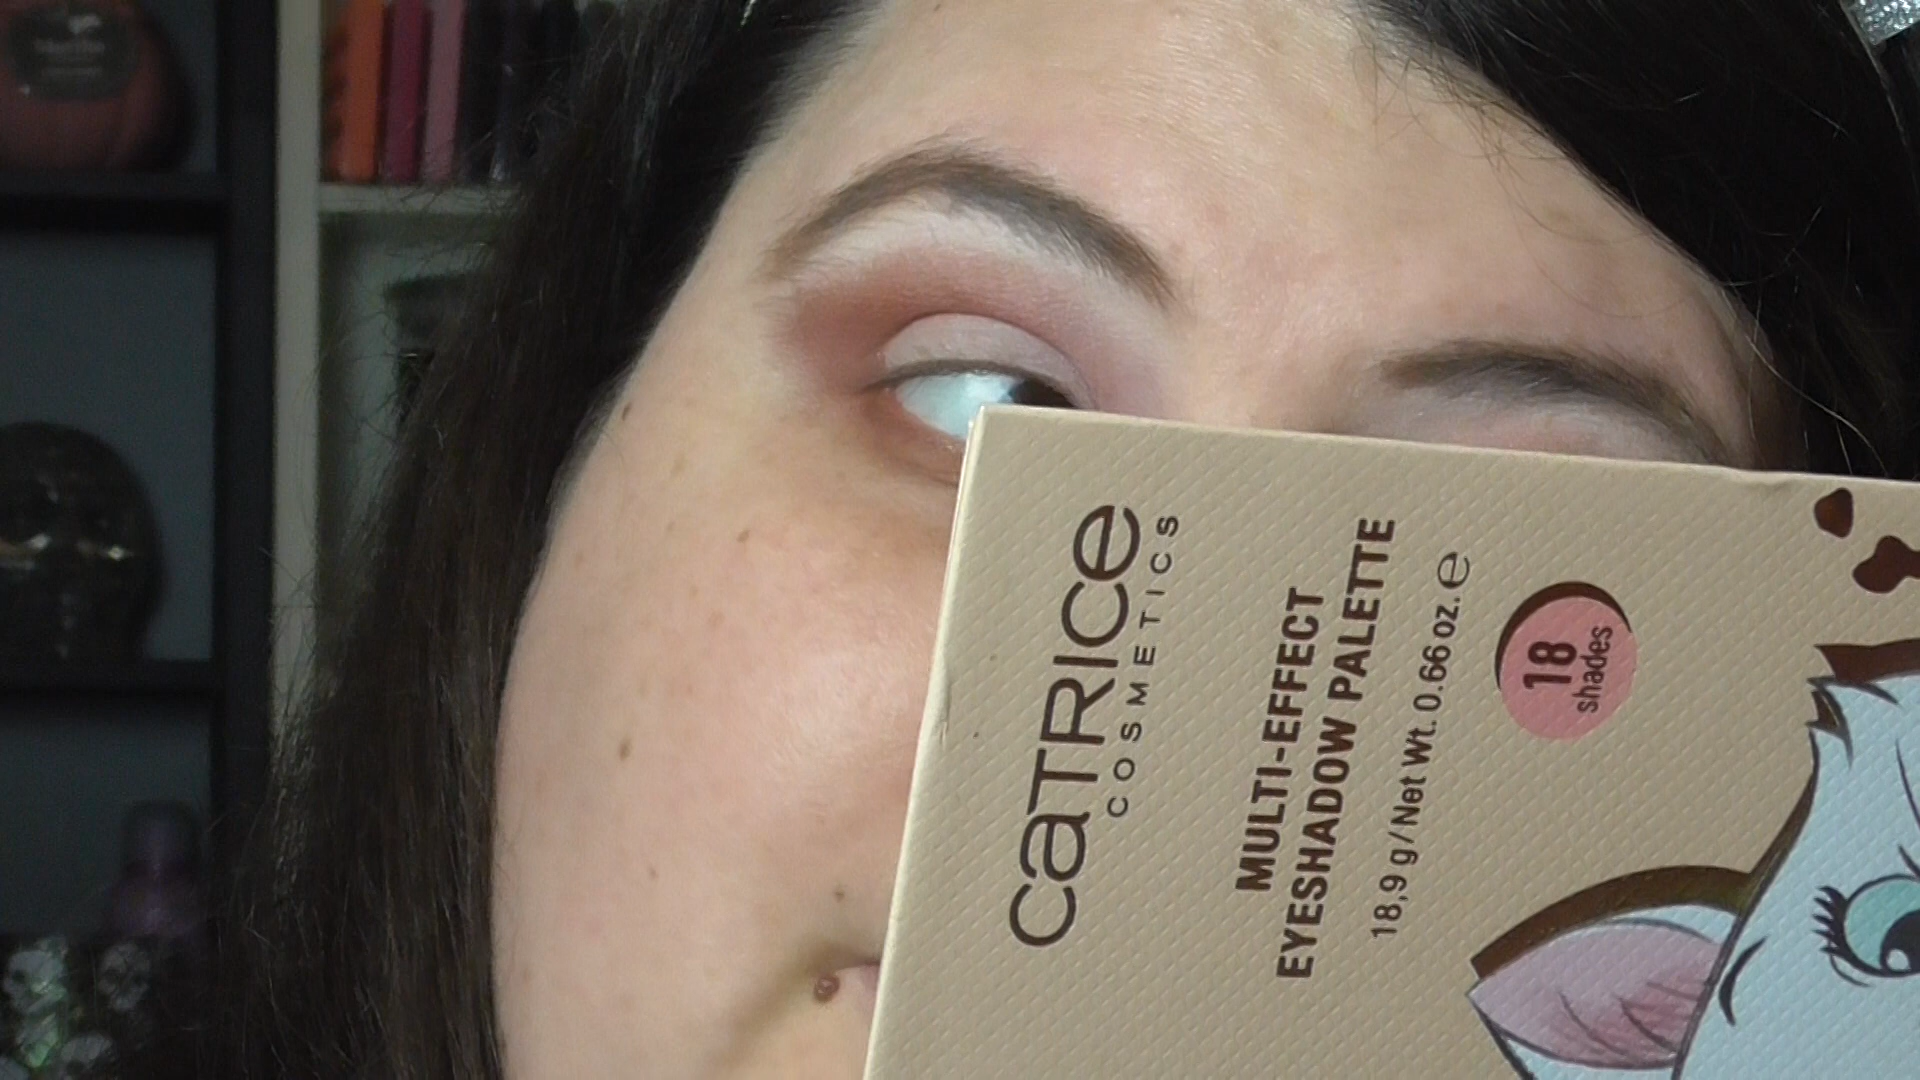 CATRICE
COSMETICS
MULTI-EFFECT
EYESHADOW PALETTE
18,9 g/Net Wt. 0.66 oz. ℮
18
shades